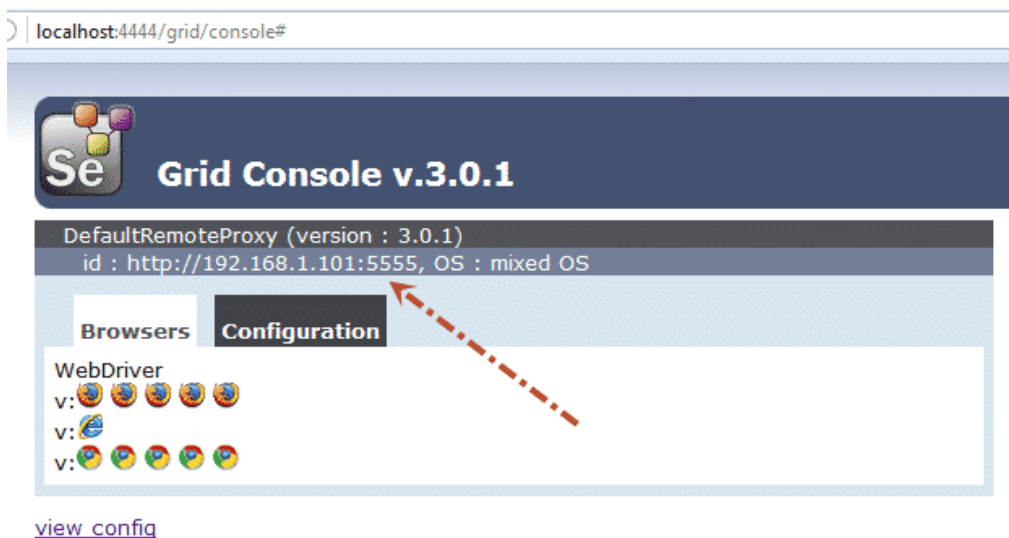 localhost:4444/grid/console#
Se
Grid Console v.3.0.1
DefaultRemoteProxy (version : 3.0.1)
id : http://192.168.1.101:5555, OS : mixed OS
Browsers Configuration
WebDriver
v:
v:
v:
view config